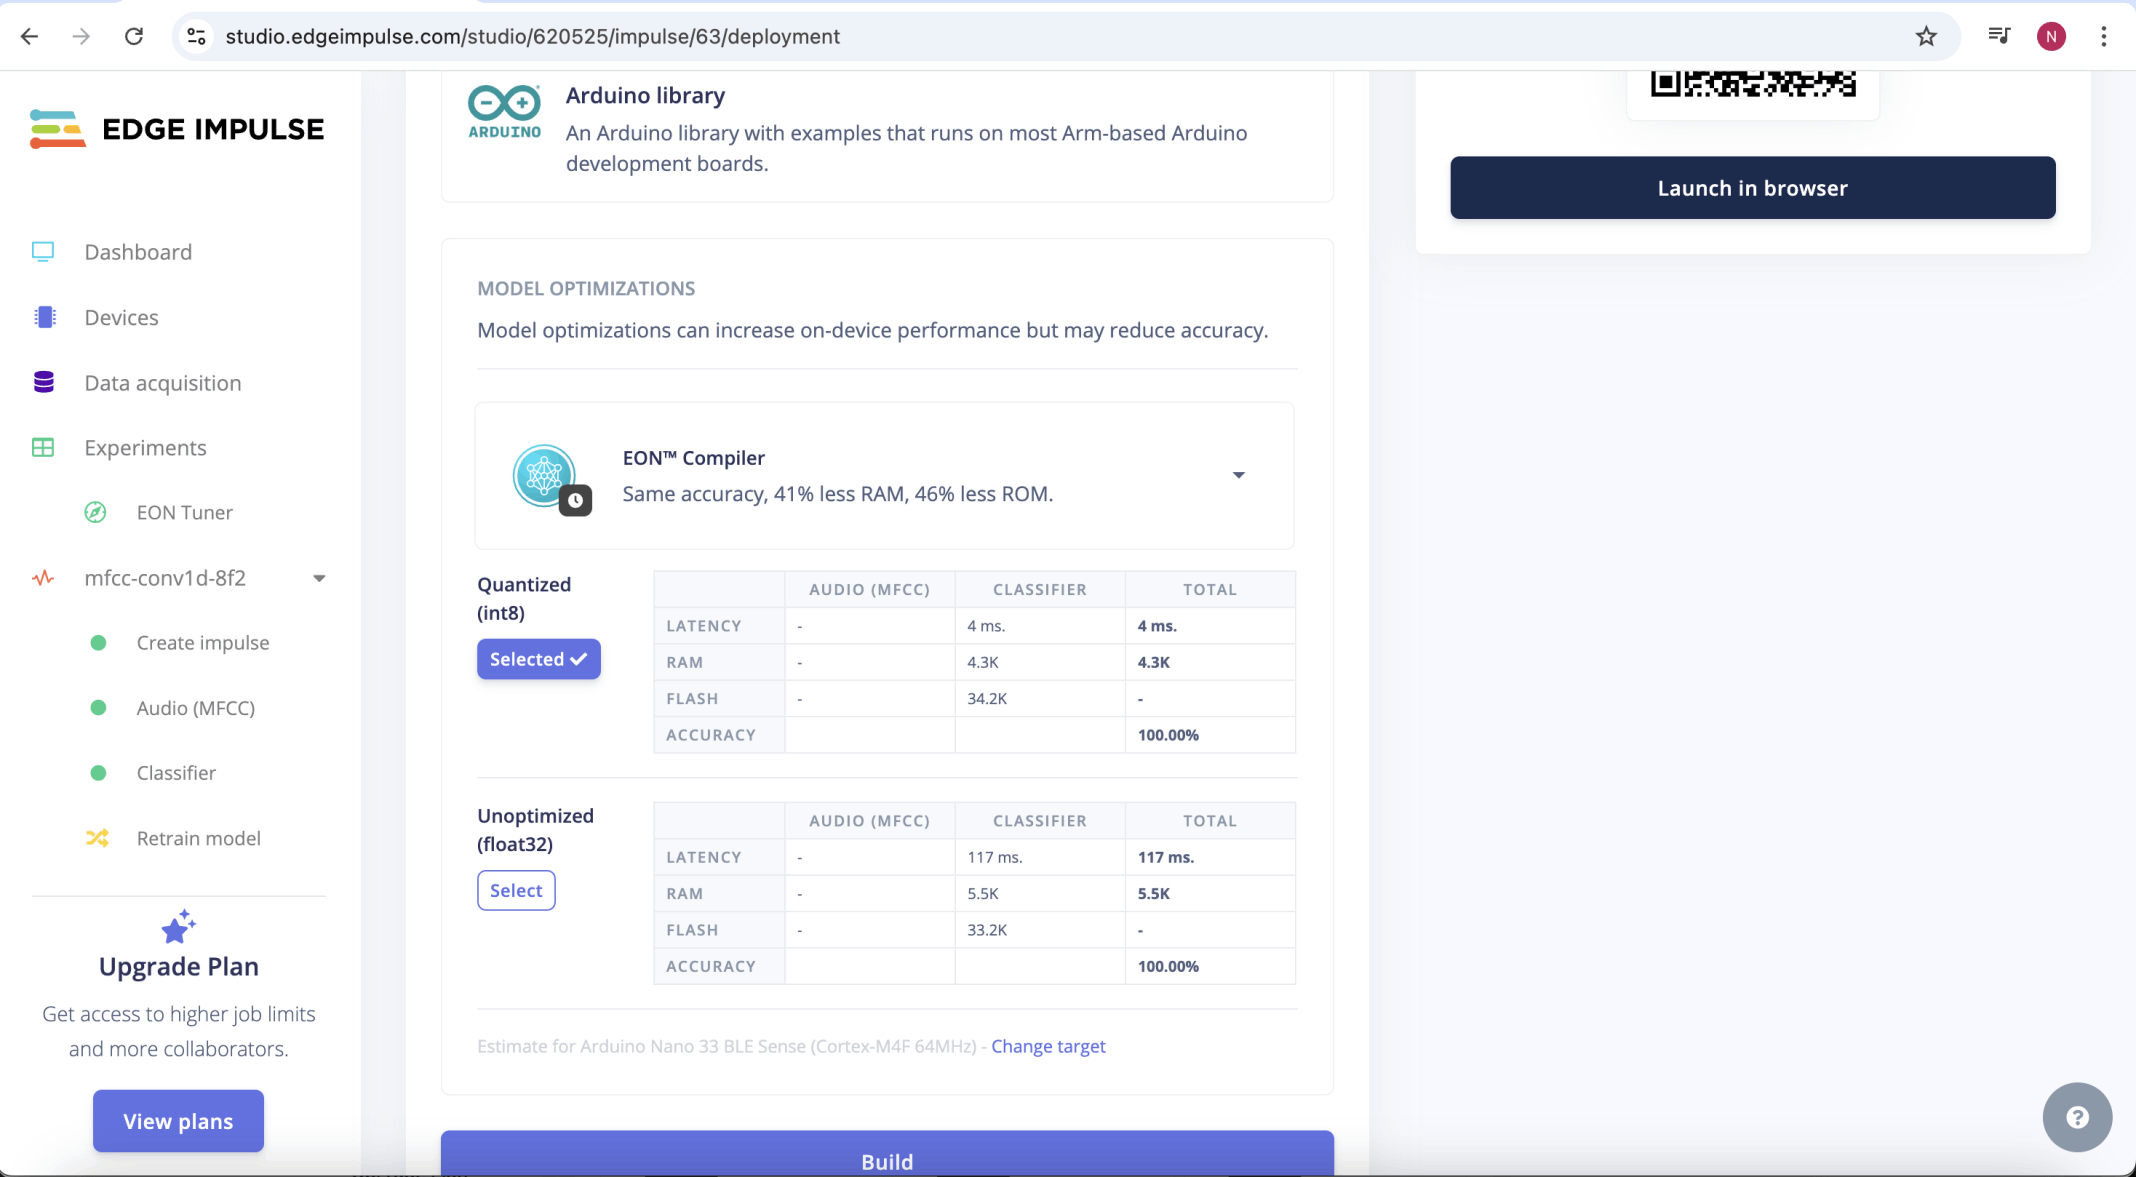 studio.edgeimpulse.com/studio/620525/impulse/63/deployment
N
EDGE IMPULSE
Dashboard
Devices
Data acquisition
Experiments
EON Tuner
mfcc-conv1d-8f2
Create impulse
Audio (MFCC)
Classifier
Retrain model
Upgrade Plan
Get access to higher job limits
and more collaborators.
View plans
ARDUINO
Arduino library
An Arduino library with examples that runs on most Arm-based Arduino
development boards.
MODEL OPTIMIZATIONS
Model optimizations can increase on-device performance but may reduce accuracy.
EON™ Compiler
Same accuracy, 41% less RAM, 46% less ROM.
Quantized
(int8)
Selected
AUDIO (MFCC) CLASSIFIER TOTAL
LATENCY - 4 ms. 4 ms.
RAM - 4.3K 4.3K
FLASH - 34.2K -
ACCURACY 100.00%
Unoptimized
(float32)
Select
AUDIO (MFCC) CLASSIFIER TOTAL
LATENCY - 117 ms. 117 ms.
RAM - 5.5K 5.5K
FLASH - 33.2K -
ACCURACY 100.00%
Estimate for Arduino Nano 33 BLE Sense (Cortex-M4F 64MHz) - Change target
Build
Launch in browser
?